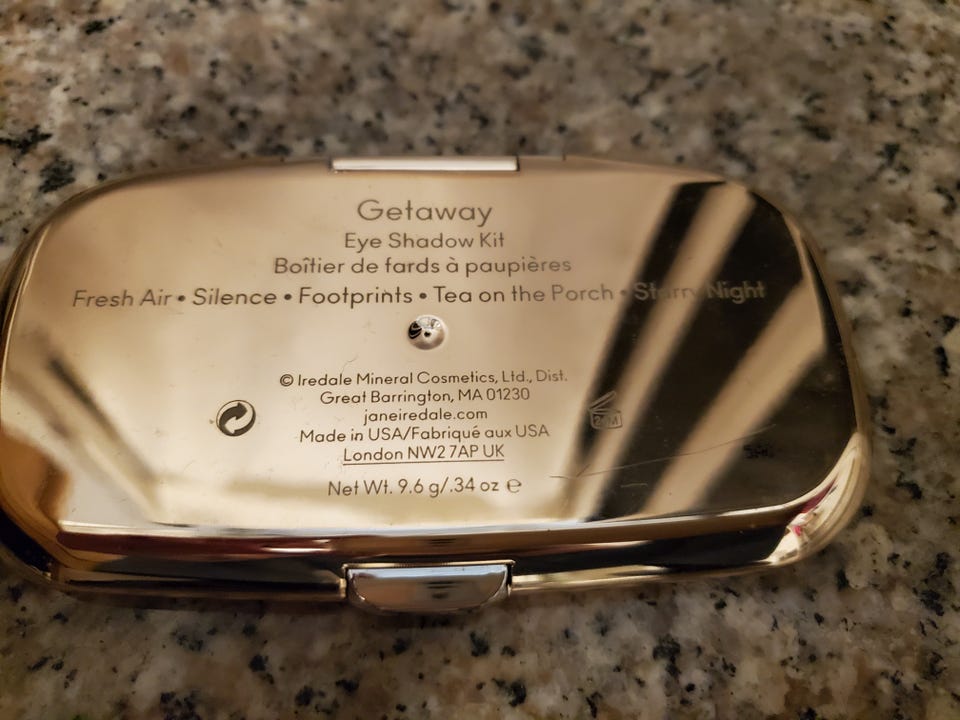 Getaway
Eye Shadow Kit
Boîtier de fards à paupières
Fresh Air • Silence • Footprints • Tea on the Porch • Starry Night
© Iredale Mineral Cosmetics, Ltd., Dist.
Great Barrington, MA 01230
janeiredale.com
Made in USA/Fabriqué aux USA
London NW2 7AP UK
Net Wt. 9.6 g/.34 oz ℮